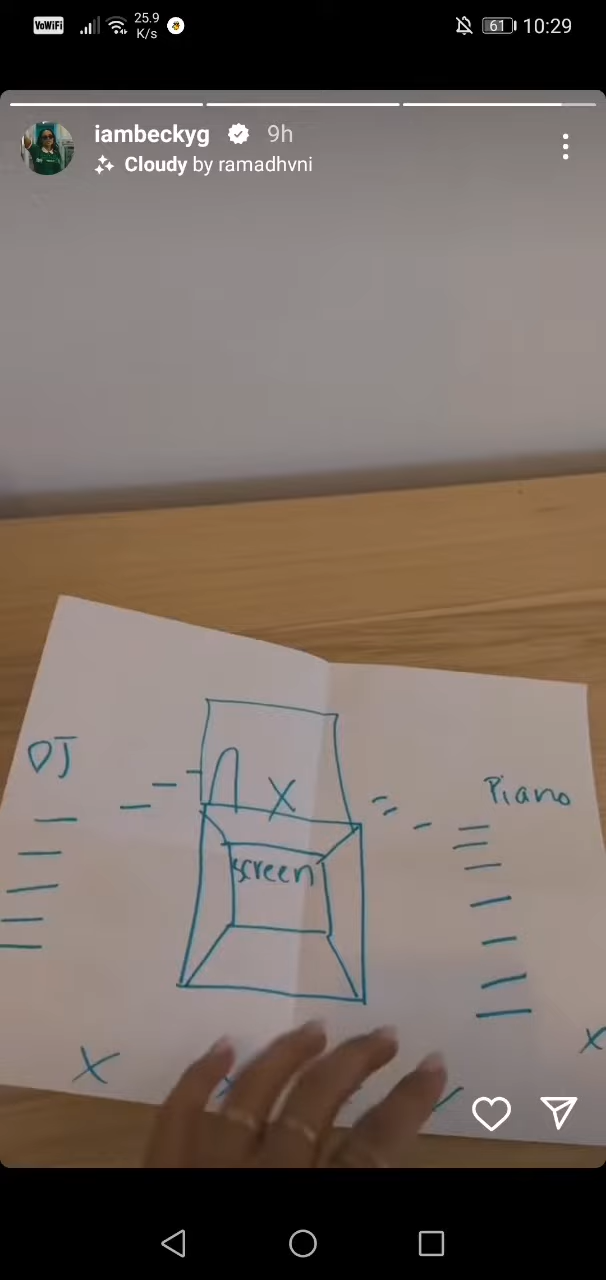 VoWiFi 25.9 K/s 61 10:29
iambeckyg 9h
Cloudy by ramadhvni
DJ
Piano
X
screen
X
X